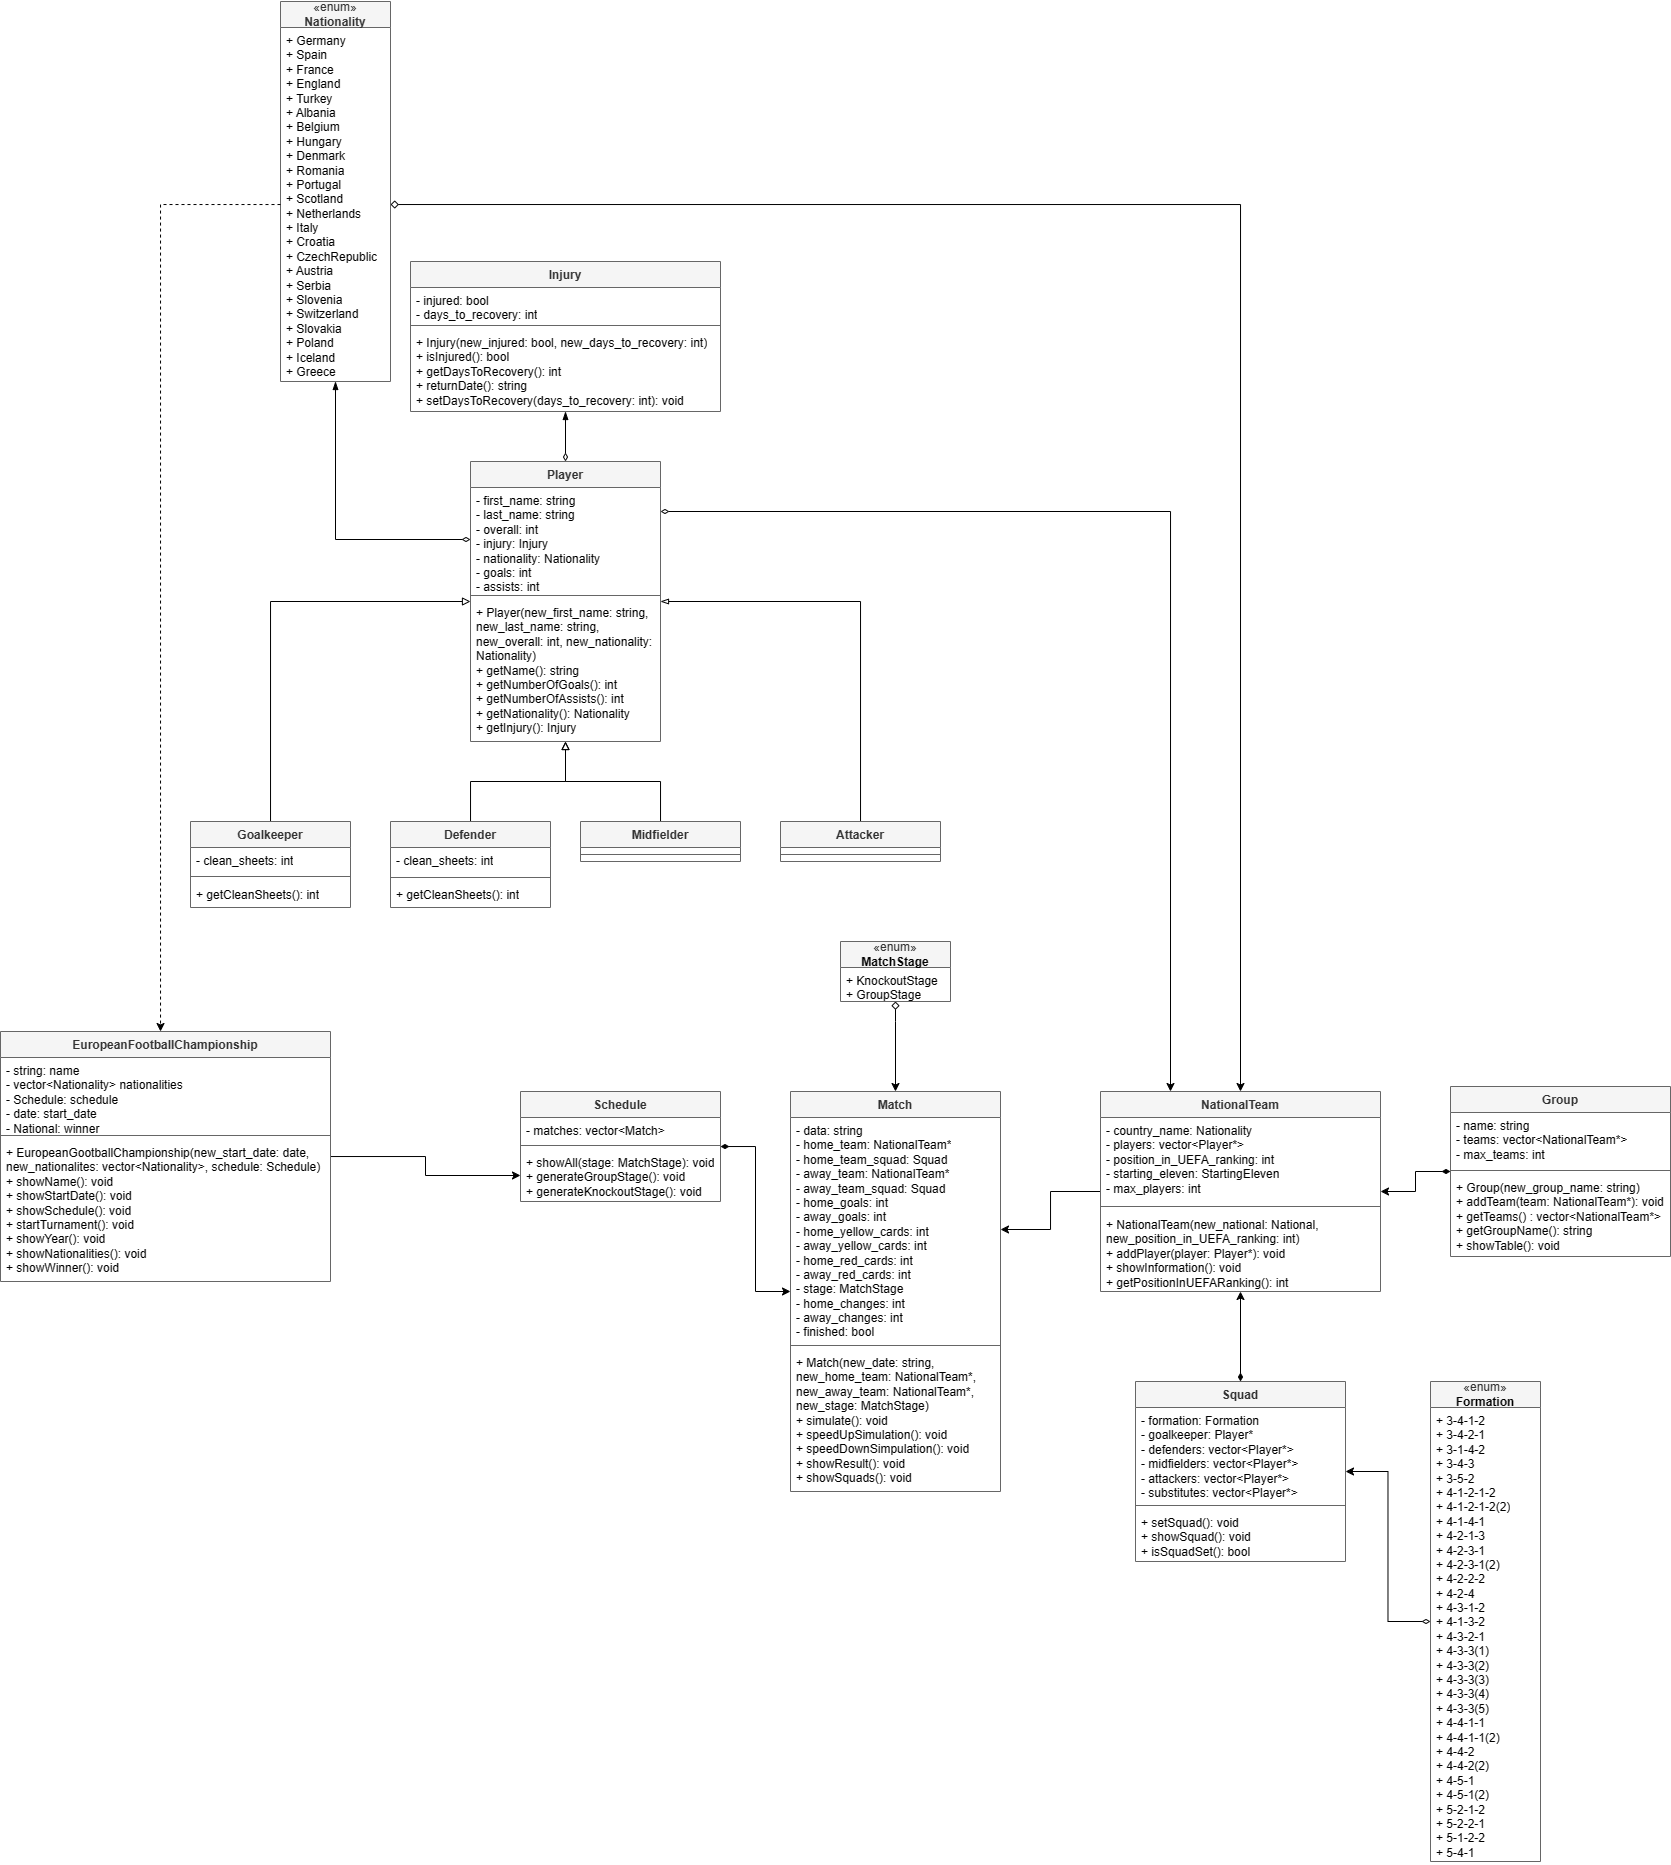 «enum»
Nationality
+ Germany
+ Spain
+ France
+ England
+ Turkey
+ Albania
+ Belgium
+ Hungary
+ Denmark
+ Romania
+ Portugal
+ Scotland
+ Netherlands
+ Italy
+ Croatia
+ CzechRepublic
+ Austria
+ Serbia
+ Slovenia
+ Switzerland
+ Slovakia
+ Poland
+ Iceland
+ Greece
Injury
- injured: bool
- days_to_recovery: int
+ Injury(new_injured: bool, new_days_to_recovery: int)
+ isInjured(): bool
+ getDaysToRecovery(): int
+ returnDate(): string
+ setDaysToRecovery(days_to_recovery: int): void
Player
- first_name: string
- last_name: string
- overall: int
- injury: Injury
- nationality: Nationality
- goals: int
- assists: int
+ Player(new_first_name: string,
new_last_name: string,
new_overall: int, new_nationality:
Nationality)
+ getName(): string
+ getNumberOfGoals(): int
+ getNumberOfAssists(): int
+ getNationality(): Nationality
+ getInjury(): Injury
Goalkeeper
- clean_sheets: int
+ getCleanSheets(): int
Defender
- clean_sheets: int
+ getCleanSheets(): int
Midfielder
Attacker
«enum»
MatchStage
+ KnockoutStage
+ GroupStage
EuropeanFootballChampionship
- string: name
- vector<Nationality> nationalities
- Schedule: schedule
- date: start_date
- National: winner
+ EuropeanGootballChampionship(new_start_date: date,
new_nationalites: vector<Nationality>, schedule: Schedule)
+ showName(): void
+ showStartDate(): void
+ showSchedule(): void
+ startTurnament(): void
+ showYear(): void
+ showNationalities(): void
+ showWinner(): void
Schedule
- matches: vector<Match>
+ showAll(stage: MatchStage): void
+ generateGroupStage(): void
+ generateKnockoutStage(): void
Match
- data: string
- home_team: NationalTeam*
- home_team_squad: Squad
- away_team: NationalTeam*
- away_team_squad: Squad
- home_goals: int
- away_goals: int
- home_yellow_cards: int
- away_yellow_cards: int
- home_red_cards: int
- away_red_cards: int
- stage: MatchStage
- home_changes: int
- away_changes: int
- finished: bool
+ Match(new_date: string,
new_home_team: NationalTeam*,
new_away_team: NationalTeam*,
new_stage: MatchStage)
+ simulate(): void
+ speedUpSimulation(): void
+ speedDownSimpulation(): void
+ showResult(): void
+ showSquads(): void
NationalTeam
- country_name: Nationality
- players: vector<Player*>
- position_in_UEFA_ranking: int
- starting_eleven: StartingEleven
- max_players: int
+ NationalTeam(new_national: National,
new_position_in_UEFA_ranking: int)
+ addPlayer(player: Player*): void
+ showInformation(): void
+ getPositionInUEFARanking(): int
Group
- name: string
- teams: vector<NationalTeam*>
- max_teams: int
+ Group(new_group_name: string)
+ addTeam(team: NationalTeam*): void
+ getTeams() : vector<NationalTeam*>
+ getGroupName(): string
+ showTable(): void
Squad
- formation: Formation
- goalkeeper: Player*
- defenders: vector<Player*>
- midfielders: vector<Player*>
- attackers: vector<Player*>
- substitutes: vector<Player*>
+ setSquad(): void
+ showSquad(): void
+ isSquadSet(): bool
«enum»
Formation
+ 3-4-1-2
+ 3-4-2-1
+ 3-1-4-2
+ 3-4-3
+ 3-5-2
+ 4-1-2-1-2
+ 4-1-2-1-2(2)
+ 4-1-4-1
+ 4-2-1-3
+ 4-2-3-1
+ 4-2-3-1(2)
+ 4-2-2-2
+ 4-2-4
+ 4-3-1-2
+ 4-1-3-2
+ 4-3-2-1
+ 4-3-3(1)
+ 4-3-3(2)
+ 4-3-3(3)
+ 4-3-3(4)
+ 4-3-3(5)
+ 4-4-1-1
+ 4-4-1-1(2)
+ 4-4-2
+ 4-4-2(2)
+ 4-5-1
+ 4-5-1(2)
+ 5-2-1-2
+ 5-2-2-1
+ 5-1-2-2
+ 5-4-1